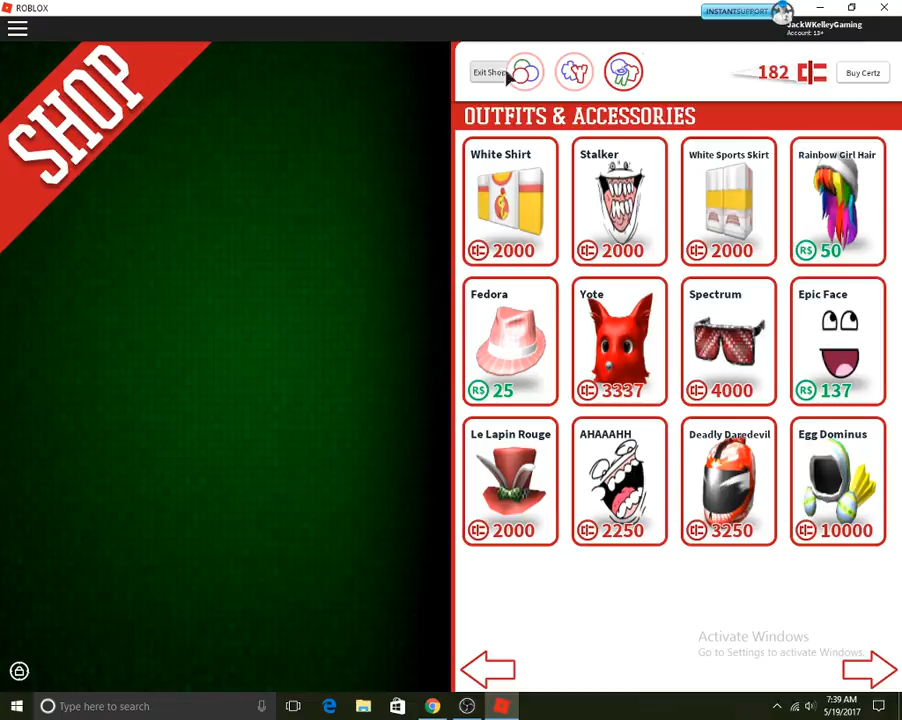 ROBLOX
INSTANTSUPPORT
JackWKelleyGaming
Account: 13+
SHOP
Exit Shop
182
Buy Certz
OUTFITS & ACCESSORIES
White Shirt
Stalker
White Sports Skirt
Rainbow Girl Hair
2000
2000
2000
R$ 50
Fedora
Yote
Spectrum
Epic Face
R$ 25
3337
4000
R$ 137
Le Lapin Rouge
AHAAAHH
Deadly Daredevil
Egg Dominus
2000
2250
3250
10000
Activate Windows
Go to Settings to activate Windows.
Type here to search
7:39 AM
5/19/2017